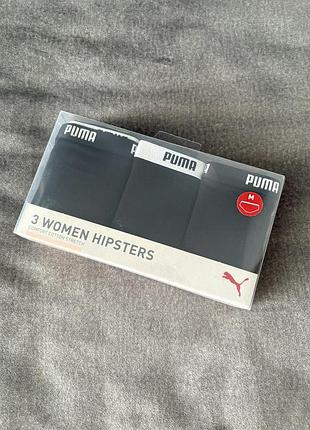 PUMA
PUMA
PUMA
M
3 WOMEN HIPSTERS
COMFORT COTTON STRETCH